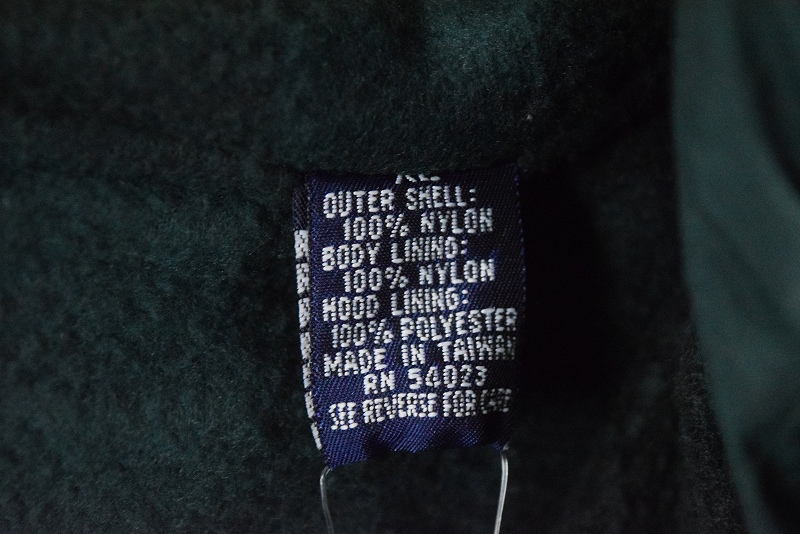 OUTER SHELL:
100% NYLON
BODY LINING:
100% NYLON
HOOD LINING:
100% POLYESTER
MADE IN TAIWAN
RN 54023
SEE REVERSE FOR CARE